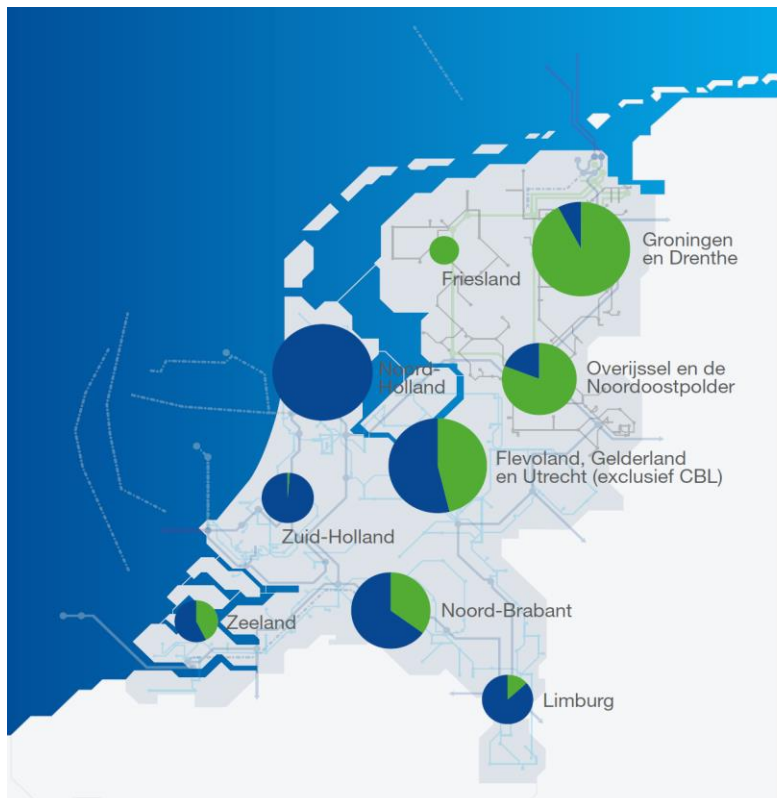 Groningen
en Drenthe
Friesland
Noord-
Holland
Overijssel en de
Noordoostpolder
Flevoland, Gelderland
en Utrecht (exclusief CBL)
Zuid-Holland
Noord-Brabant
Zeeland
Limburg